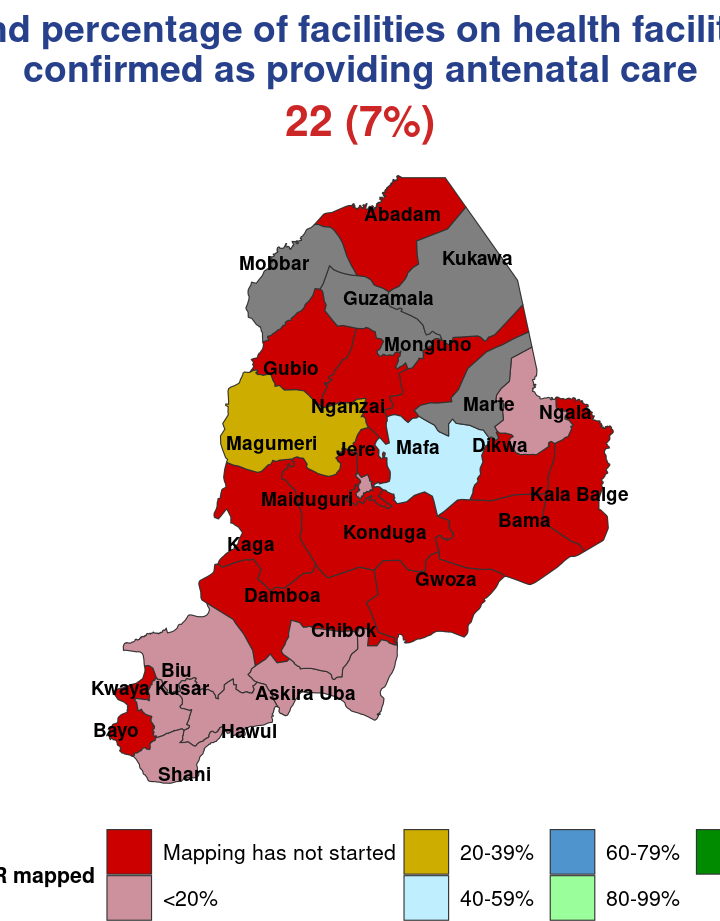 nd percentage of facilities on health facilit
confirmed as providing antenatal care
22 (7%)
Abadam
Mobbar
Kukawa
Guzamala
Monguno
Gubio
Nganzai
Marte
Ngala
Magumeri
Jere
Mafa
Dikwa
Maiduguri
Kala Balge
Konduga
Bama
Kaga
Gwoza
Damboa
Chibok
Biu
Kwaya Kusar
Askira Uba
Bayo
Hawul
Shani
R mapped
Mapping has not started
20-39%
60-79%
<20%
40-59%
80-99%